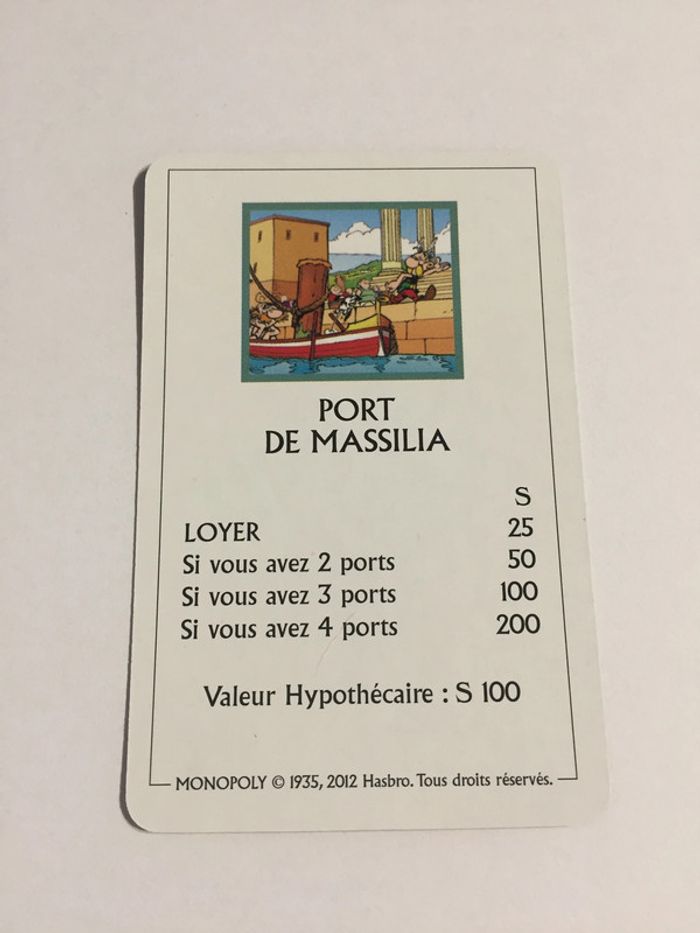 PORT
DE MASSILIA
S
LOYER 25
Si vous avez 2 ports 50
Si vous avez 3 ports 100
Si vous avez 4 ports 200
Valeur Hypothécaire : S 100
MONOPOLY © 1935, 2012 Hasbro. Tous droits réservés.